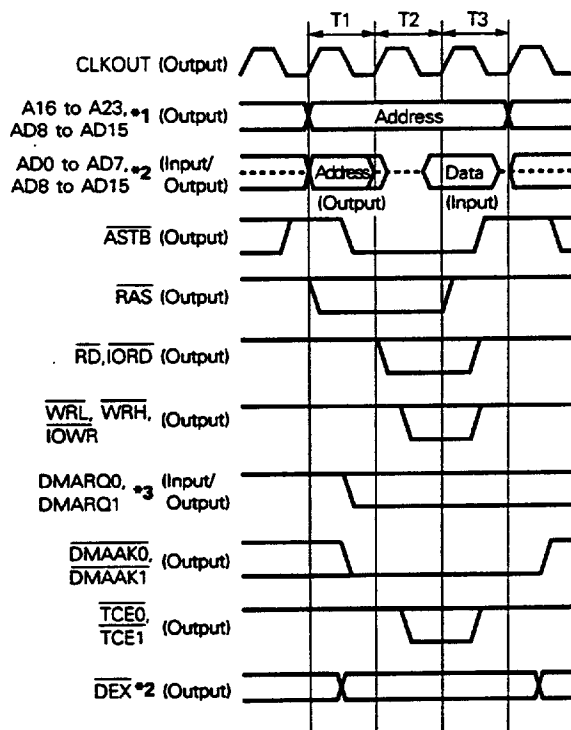 T1 T2 T3
CLKOUT (Output)
A16 to A23, *1 (Output)
AD8 to AD15
Address
AD0 to AD7, *2 (Input/
AD8 to AD15 Output)
Address Data
(Output) (Input)
ASTB (Output)
RAS (Output)
RD, IORD (Output)
WRL, WRH, (Output)
IOWR
DMARQ0, *3 (Input/
DMARQ1 Output)
DMAAK0, (Output)
DMAAK1
TCE0, (Output)
TCE1
DEX *2 (Output)